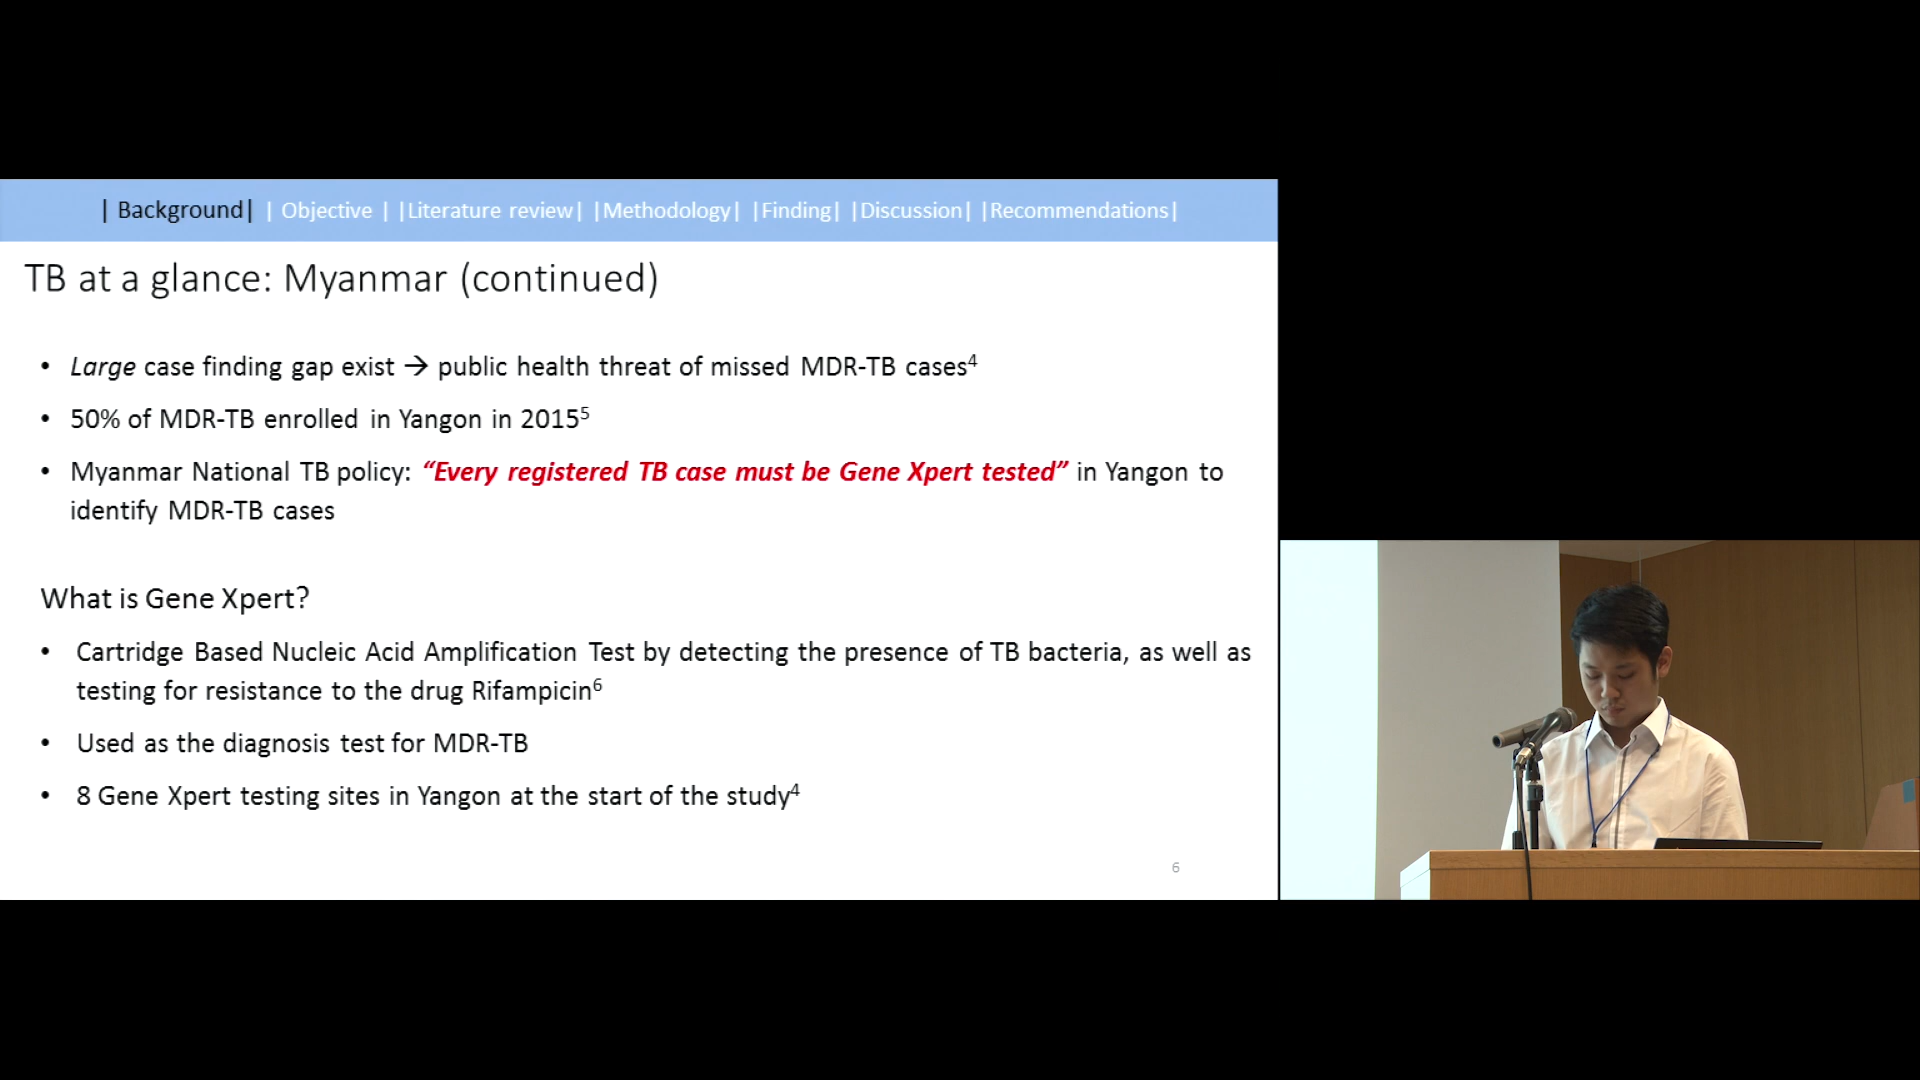 | Background| | Objective | |Literature review| |Methodology| |Finding| |Discussion| |Recommendations|
TB at a glance: Myanmar (continued)
• Large case finding gap exist → public health threat of missed MDR-TB cases⁴
• 50% of MDR-TB enrolled in Yangon in 2015⁵
• Myanmar National TB policy: “Every registered TB case must be Gene Xpert tested” in Yangon to
identify MDR-TB cases
What is Gene Xpert?
• Cartridge Based Nucleic Acid Amplification Test by detecting the presence of TB bacteria, as well as
testing for resistance to the drug Rifampicin⁶
• Used as the diagnosis test for MDR-TB
• 8 Gene Xpert testing sites in Yangon at the start of the study⁴
6